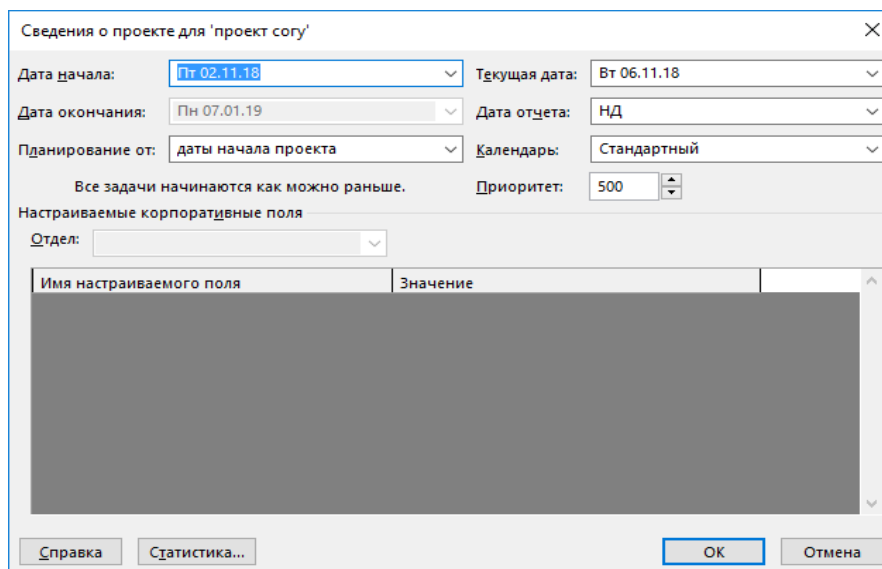 Сведения о проекте для 'проект согу'
Дата начала: Пт 02.11.18 Текущая дата: Вт 06.11.18
Дата окончания: Пн 07.01.19 Дата отчета: НД
Планирование от: даты начала проекта Календарь: Стандартный
Все задачи начинаются как можно раньше. Приоритет: 500
Настраиваемые корпоративные поля
Отдел:
Имя настраиваемого поля Значение
Справка Статистика... ОК Отмена